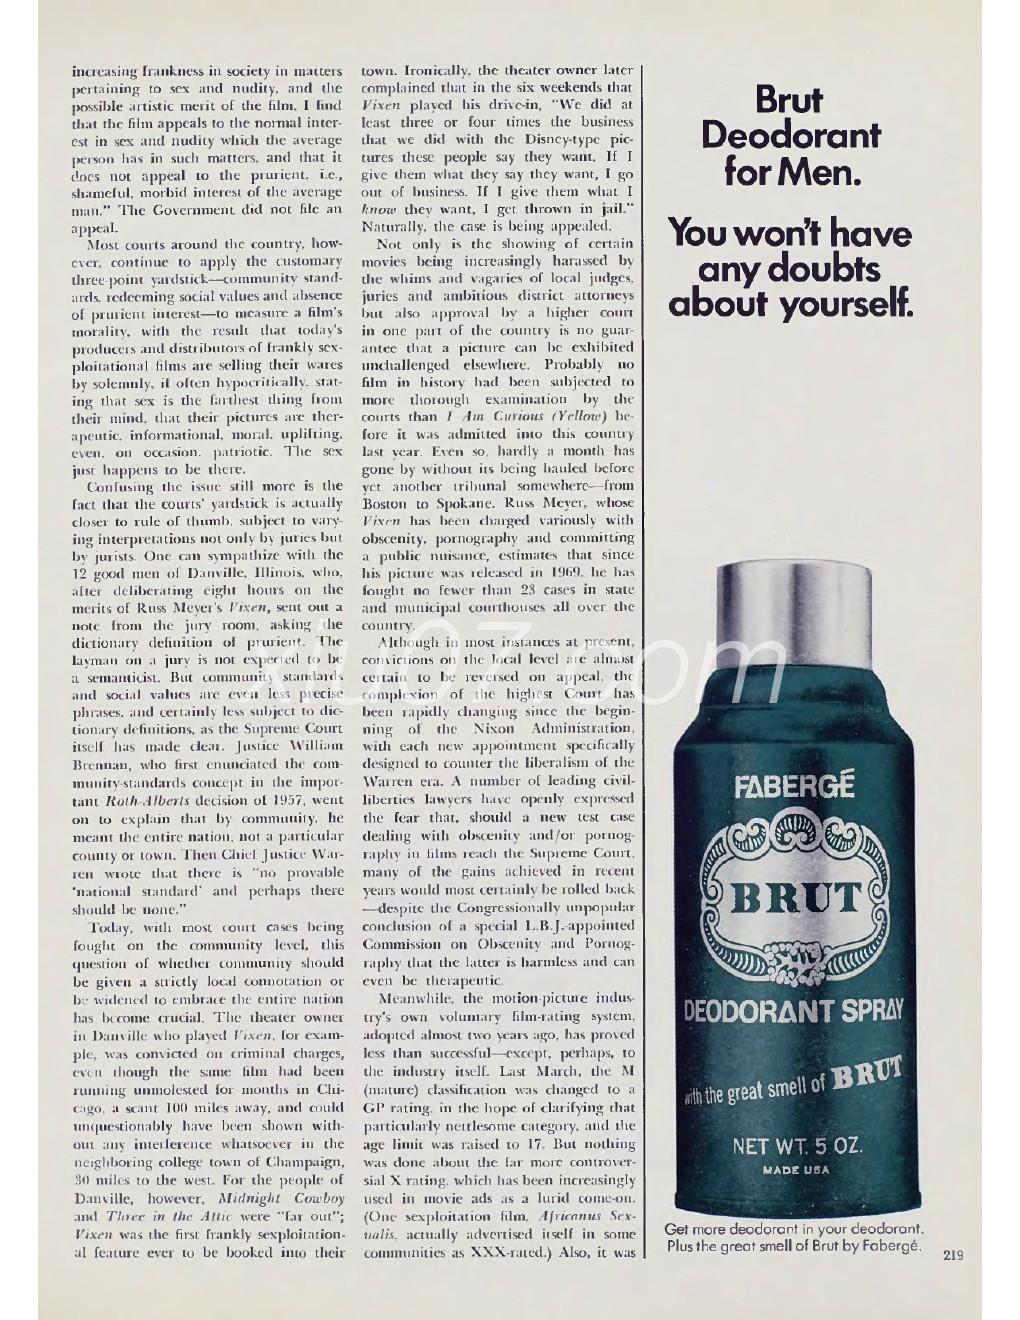 increasing frankness in society in matters
pertaining to sex and nudity, and the
possible artistic merit of the film, I find
that the film appeals to the normal inter-
est in sex and nudity which the average
person has in such matters, and that it
does not appeal to the prurient, i.e.,
shameful, morbid interest of the average
man." The Government did not file an
appeal.
Most courts around the country, how-
ever, continue to apply the customary
three-point yardstick—community stand-
ards, redeeming social values and absence
of prurient interest—to measure a film's
morality, with the result that today's
producers and distributors of frankly sex-
ploitational films are selling their wares
by solemnly, if often hypocritically, stat-
ing that sex is the farthest thing from
their mind, that their pictures are ther-
apeutic, informational, moral, uplifting,
even, on occasion, patriotic. The sex
just happens to be there.
Confusing the issue still more is the
fact that the courts' yardstick is actually
closer to rule of thumb, subject to vary-
ing interpretations not only by juries but
by jurists. One can sympathize with the
12 good men of Danville, Illinois, who,
after deliberating eight hours on the
merits of Russ Meyer's Vixen, sent out a
note from the jury room, asking the
dictionary definition of prurient. The
layman on a jury is not expected to be
a semanticist. But community standards
and social values are even less precise
phrases, and certainly less subject to dic-
tionary definitions, as the Supreme Court
itself has made clear. Justice William
Brennan, who first enunciated the com-
munity-standards concept in the impor-
tant Roth-Alberts decision of 1957, went
on to explain that by community, he
meant the entire nation, not a particular
county or town. Then Chief Justice War-
ren wrote that there is "no provable
'national standard' and perhaps there
should be none."
Today, with most court cases being
fought on the community level, this
question of whether community should
be given a strictly local connotation or
be widened to embrace the entire nation
has become crucial. The theater owner
in Danville who played Vixen, for exam-
ple, was convicted on criminal charges,
even though the same film had been
running unmolested for months in Chi-
cago, a scant 100 miles away, and could
unquestionably have been shown with-
out any interference whatsoever in the
neighboring college town of Champaign,
30 miles to the west. For the people of
Danville, however, Midnight Cowboy
and Three in the Attic were "far out";
Vixen was the first frankly sexploitation-
al feature ever to be booked into their
town. Ironically, the theater owner later
complained that in the six weekends that
Vixen played his drive-in, "We did at
least three or four times the business
that we did with the Disney-type pic-
tures these people say they want. If I
give them what they say they want, I go
out of business. If I give them what I
know they want, I get thrown in jail."
Naturally, the case is being appealed.
Not only is the showing of certain
movies being increasingly harassed by
the whims and vagaries of local judges,
juries and ambitious district attorneys
but also approval by a higher court
in one part of the country is no guar-
antee that a picture can be exhibited
unchallenged elsewhere. Probably no
film in history had been subjected to
more thorough examination by the
courts than I Am Curious (Yellow) be-
fore it was admitted into this country
last year. Even so, hardly a month has
gone by without its being hauled before
yet another tribunal somewhere—from
Boston to Spokane. Russ Meyer, whose
Vixen has been charged variously with
obscenity, pornography and committing
a public nuisance, estimates that since
his picture was released in 1969, he has
fought no fewer than 23 cases in state
and municipal courthouses all over the
country.
Although in most instances at present,
convictions on the local level are almost
certain to be reversed on appeal, the
complexion of the highest Court has
been rapidly changing since the begin-
ning of the Nixon Administration,
with each new appointment specifically
designed to counter the liberalism of the
Warren era. A number of leading civil-
liberties lawyers have openly expressed
the fear that, should a new test case
dealing with obscenity and/or pornog-
raphy in films reach the Supreme Court,
many of the gains achieved in recent
years would most certainly be rolled back
—despite the Congressionally unpopular
conclusion of a special L.B.J.-appointed
Commission on Obscenity and Pornog-
raphy that the latter is harmless and can
even be therapeutic.
Meanwhile, the motion-picture indus-
try's own voluntary film-rating system,
adopted almost two years ago, has proved
less than successful—except, perhaps, to
the industry itself. Last March, the M
(mature) classification was changed to a
GP rating, in the hope of clarifying that
particularly nettlesome category, and the
age limit was raised to 17. But nothing
was done about the far more controver-
sial X rating, which has been increasingly
used in movie ads as a lurid come-on.
(One sexploitation film, Africanus Sex-
ualis, actually advertised itself in some
communities as XXX-rated.) Also, it was
Brut
Deodorant
for Men.
You won't have
any doubts
about yourself.
FABERGÉ
BRUT
DEODORANT SPRAY
with the great smell of BRUT
NET WT. 5 OZ.
MADE USA
Get more deodorant in your deodorant.
Plus the great smell of Brut by Fabergé.
219
xiu07.com